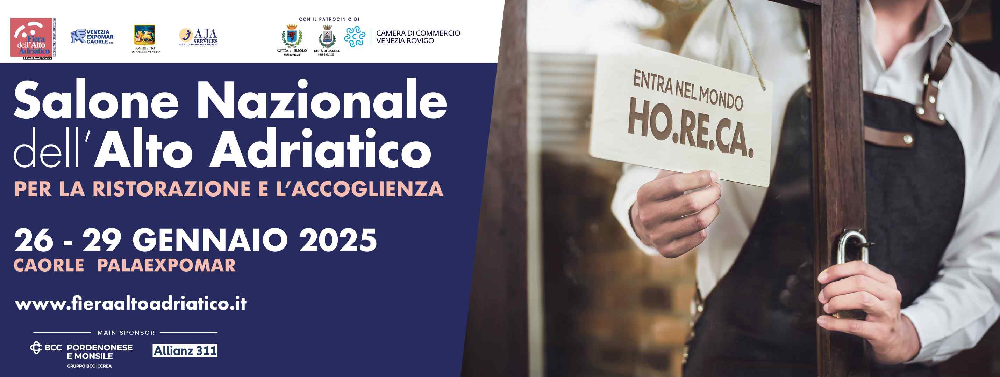 Fiera
dell'Alto
Adriatico
Lido di Jesolo / Caorle
VENEZIA
EXPOMAR
CAORLE s.r.l.
CONTRIBUTO
REGIONE DEL VENETO
AJA
SERVICES
ASSOCIAZIONE JESOLANA ALBERGATORI
CON IL PATROCINIO DI
CITTÀ DI JESOLO
PR.N. 93852/24
CITTÀ DI CAORLE
PR.N. 38827/23
CAMERA DI COMMERCIO
VENEZIA ROVIGO
Salone Nazionale
dell'Alto Adriatico
PER LA RISTORAZIONE E L'ACCOGLIENZA
26 - 29 GENNAIO 2025
CAORLE PALAEXPOMAR
www.fieraaltoadriatico.it
MAIN SPONSOR
BCC PORDENONESE
E MONSILE
GRUPPO BCC ICCREA
Allianz 311
ENTRA NEL MONDO
HO.RE.CA.